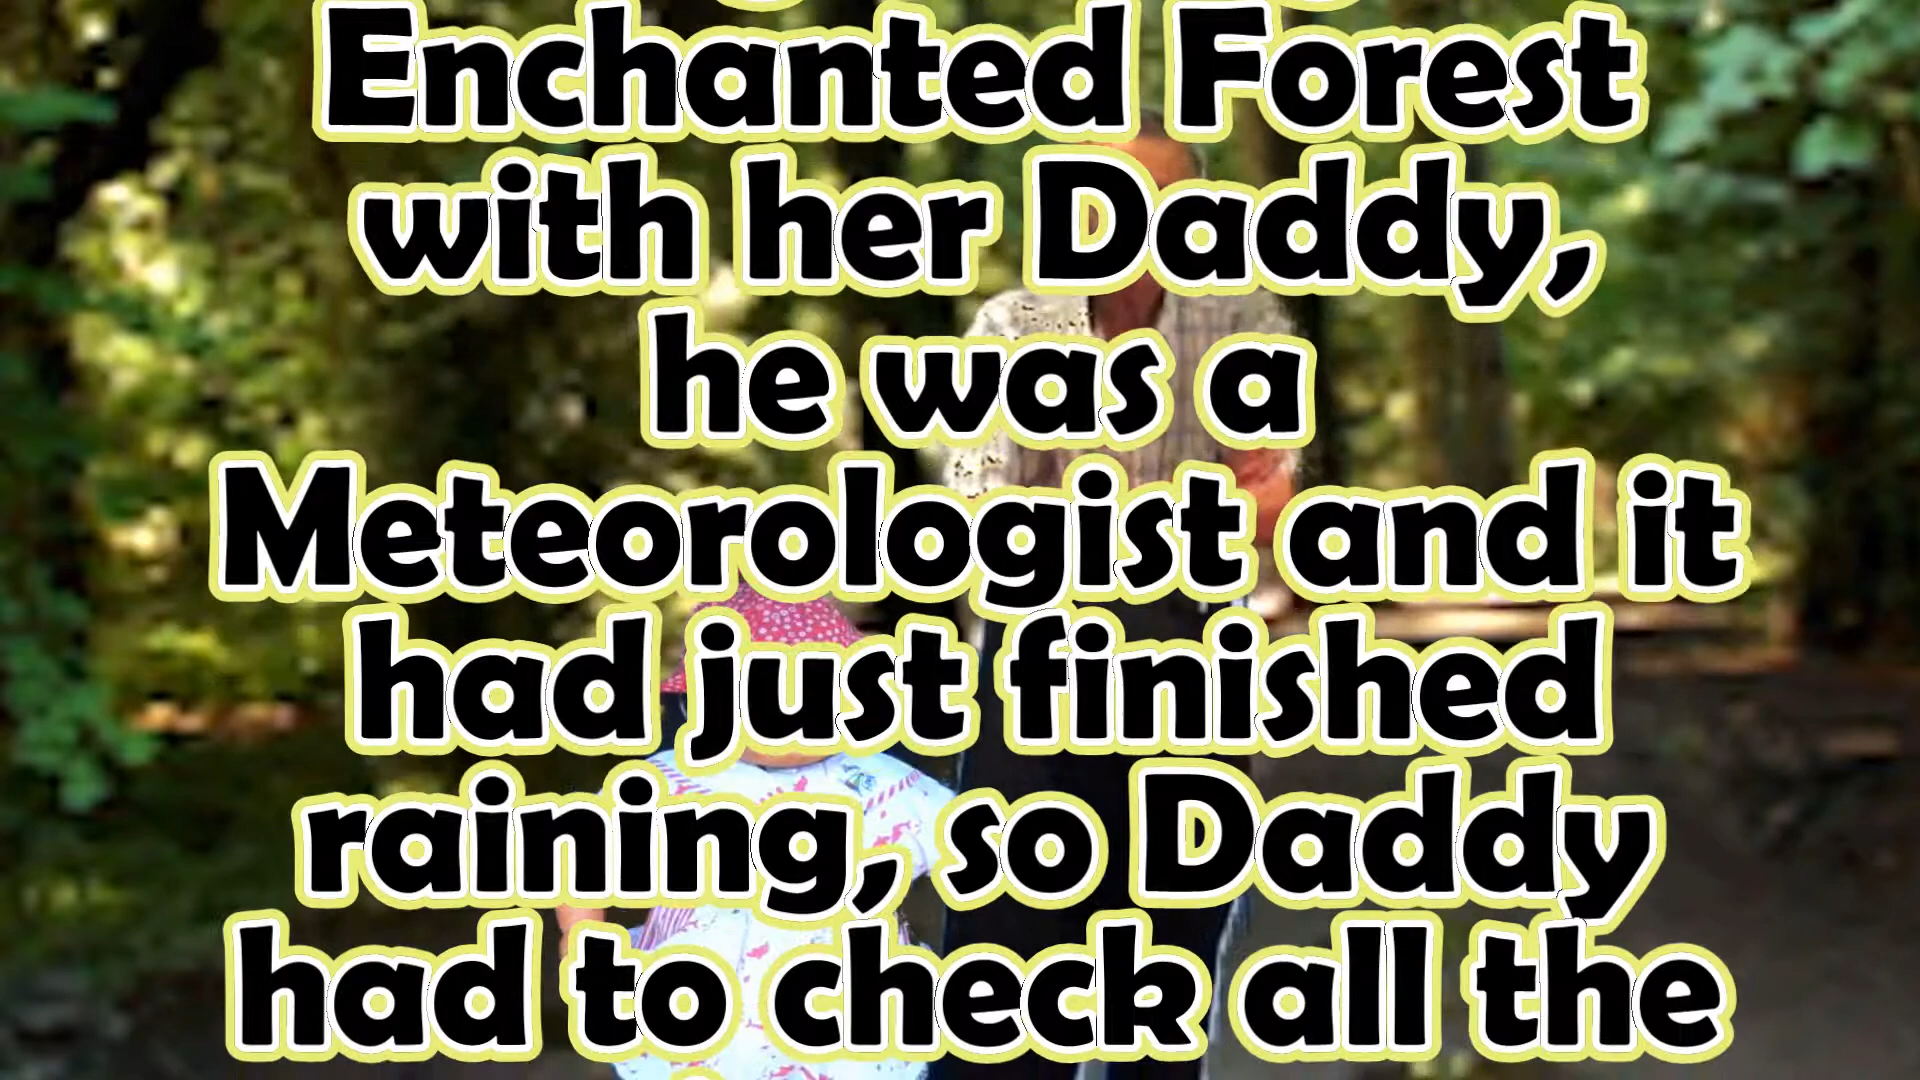 Enchanted Forest
with her Daddy,
he was a
Meteorologist and it
had just finished
raining, so Daddy
had to check all the